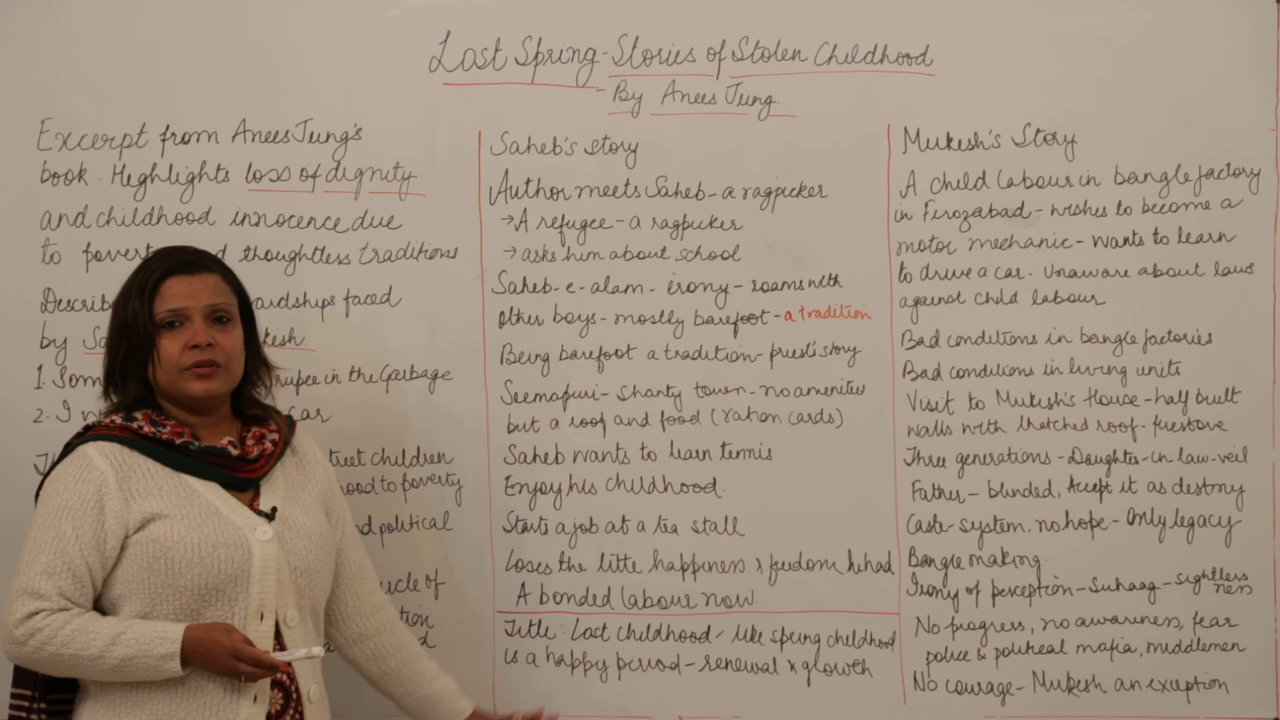 Lost Spring-Stories of Stolen Childhood
- By Anees Jung
Excerpt from Anees Jung's
book. Highlights loss of dignity
and childhood innocence due
to thoughtless traditions
ardships faced
by
1. rupee in the Garbage
2. I car
treet children
hood to poverty
nd political
Saheb's story
Author meets Saheb - a ragpicker
→ A refugee - a ragpicker
→ asks him about school
Saheb-e-alam - irony - roams with
other boys - mostly barefoot - a tradition
Being barefoot a tradition - priest's story
Seemapuri - shanty town - no amenities
but a roof and food (ration cards)
Saheb wants to learn tennis
Enjoy his childhood.
Starts a job at a tea stall
Loses the little happiness & freedom he had
A bonded labour now.
Title: Lost childhood - like spring childhood
is a happy period - renewal & growth
Mukesh's Story
A child labour in bangle factory
in Firozabad - wishes to become a
motor mechanic - wants to learn
to drive a car. Unaware about laws
against child labour
Bad conditions in bangle factories
Bad conditions in living units
Visit to Mukesh's House - half built
walls with thatched roof - firestove
Three generations - Daughter-in law - veil
Father - blinded, Accept it as destiny
Caste system. no hope - Only legacy
Bangle making.
Irony of perception - Suhaag - sightlessness
No progress, no awareness, fear
police & political mafia, middlemen
No courage - Mukesh an exception